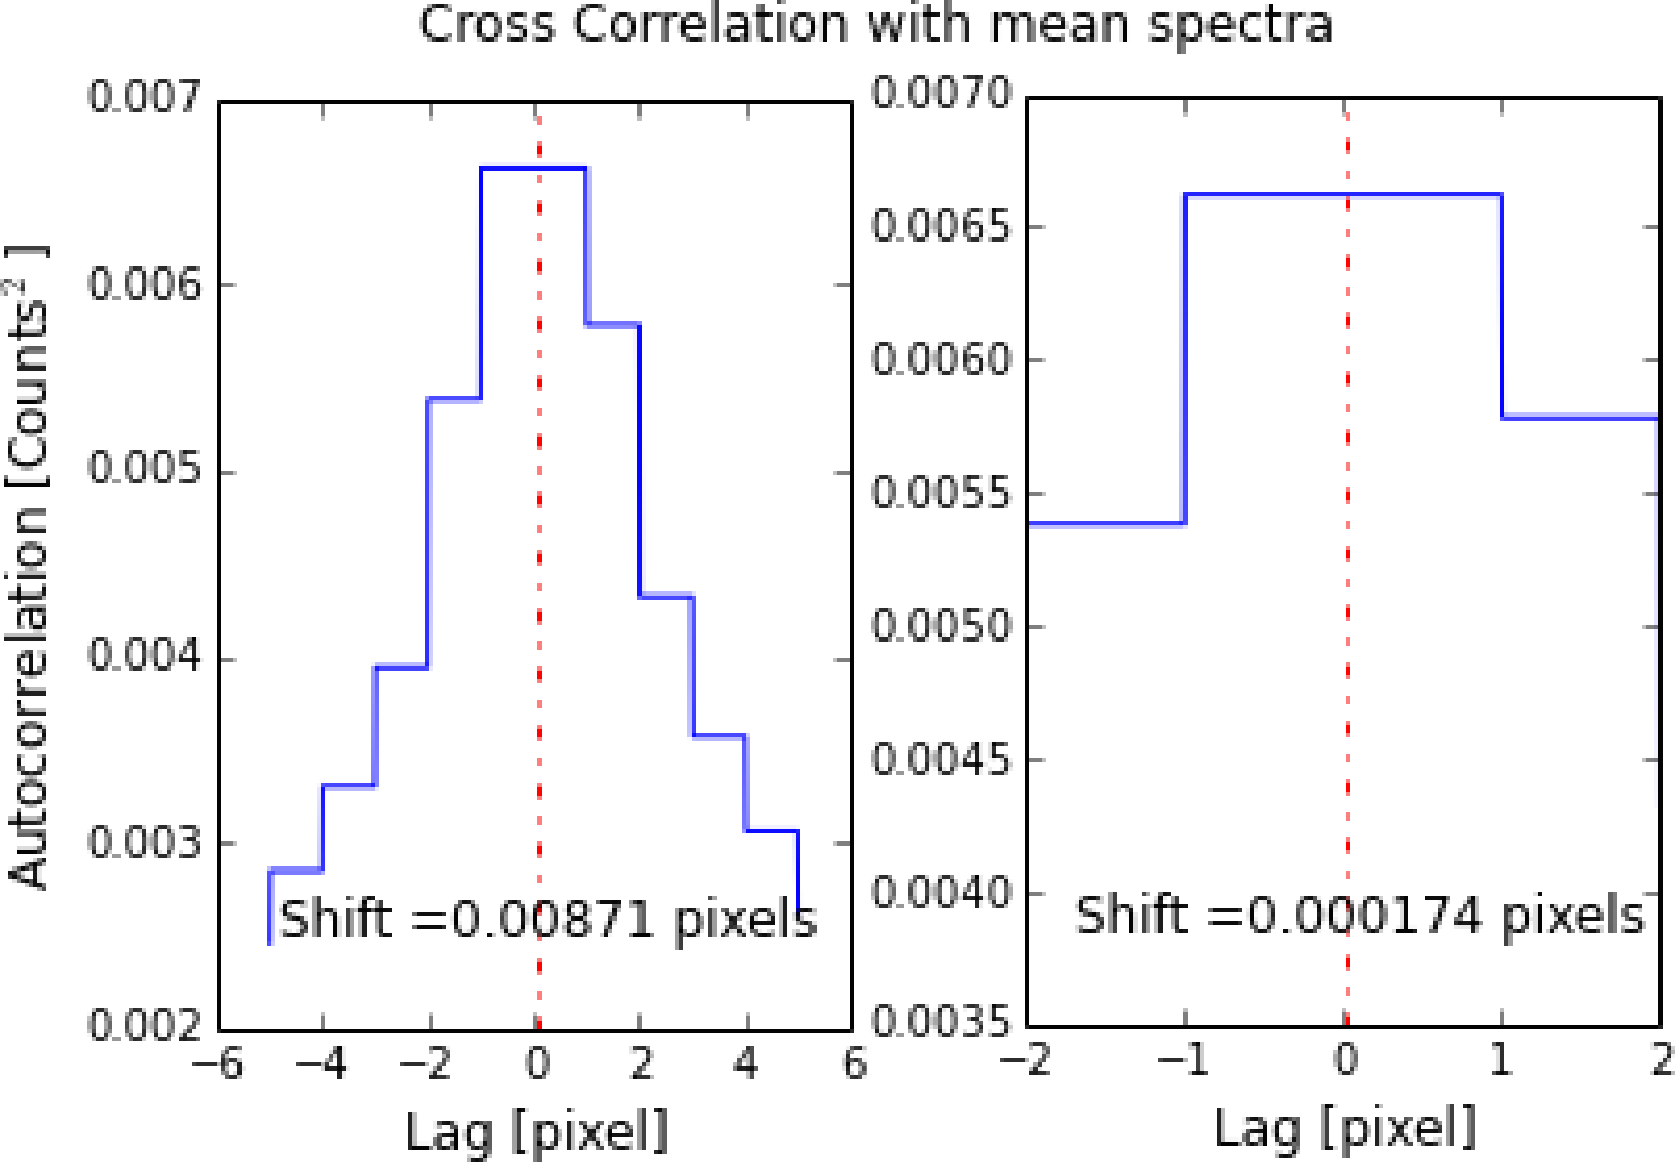 Cross Correlation with mean spectra
Autocorrelation [Counts²]
0.007
0.006
0.005
0.004
0.003
0.002
Shift =0.00871 pixels
−6 −4 −2 0 2 4 6
Lag [pixel]
0.0070
0.0065
0.0060
0.0055
0.0050
0.0045
0.0040
0.0035
Shift =0.000174 pixels
−2 −1 0 1 2
Lag [pixel]